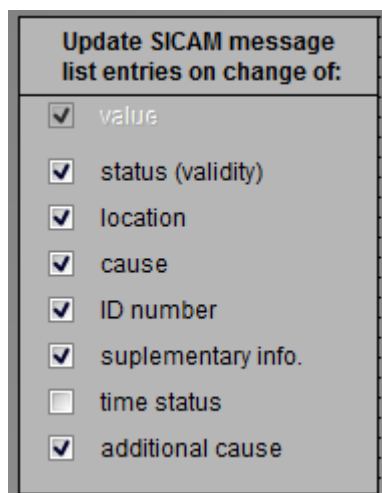 Update SICAM message
list entries on change of:
value
status (validity)
location
cause
ID number
suplementary info.
time status
additional cause